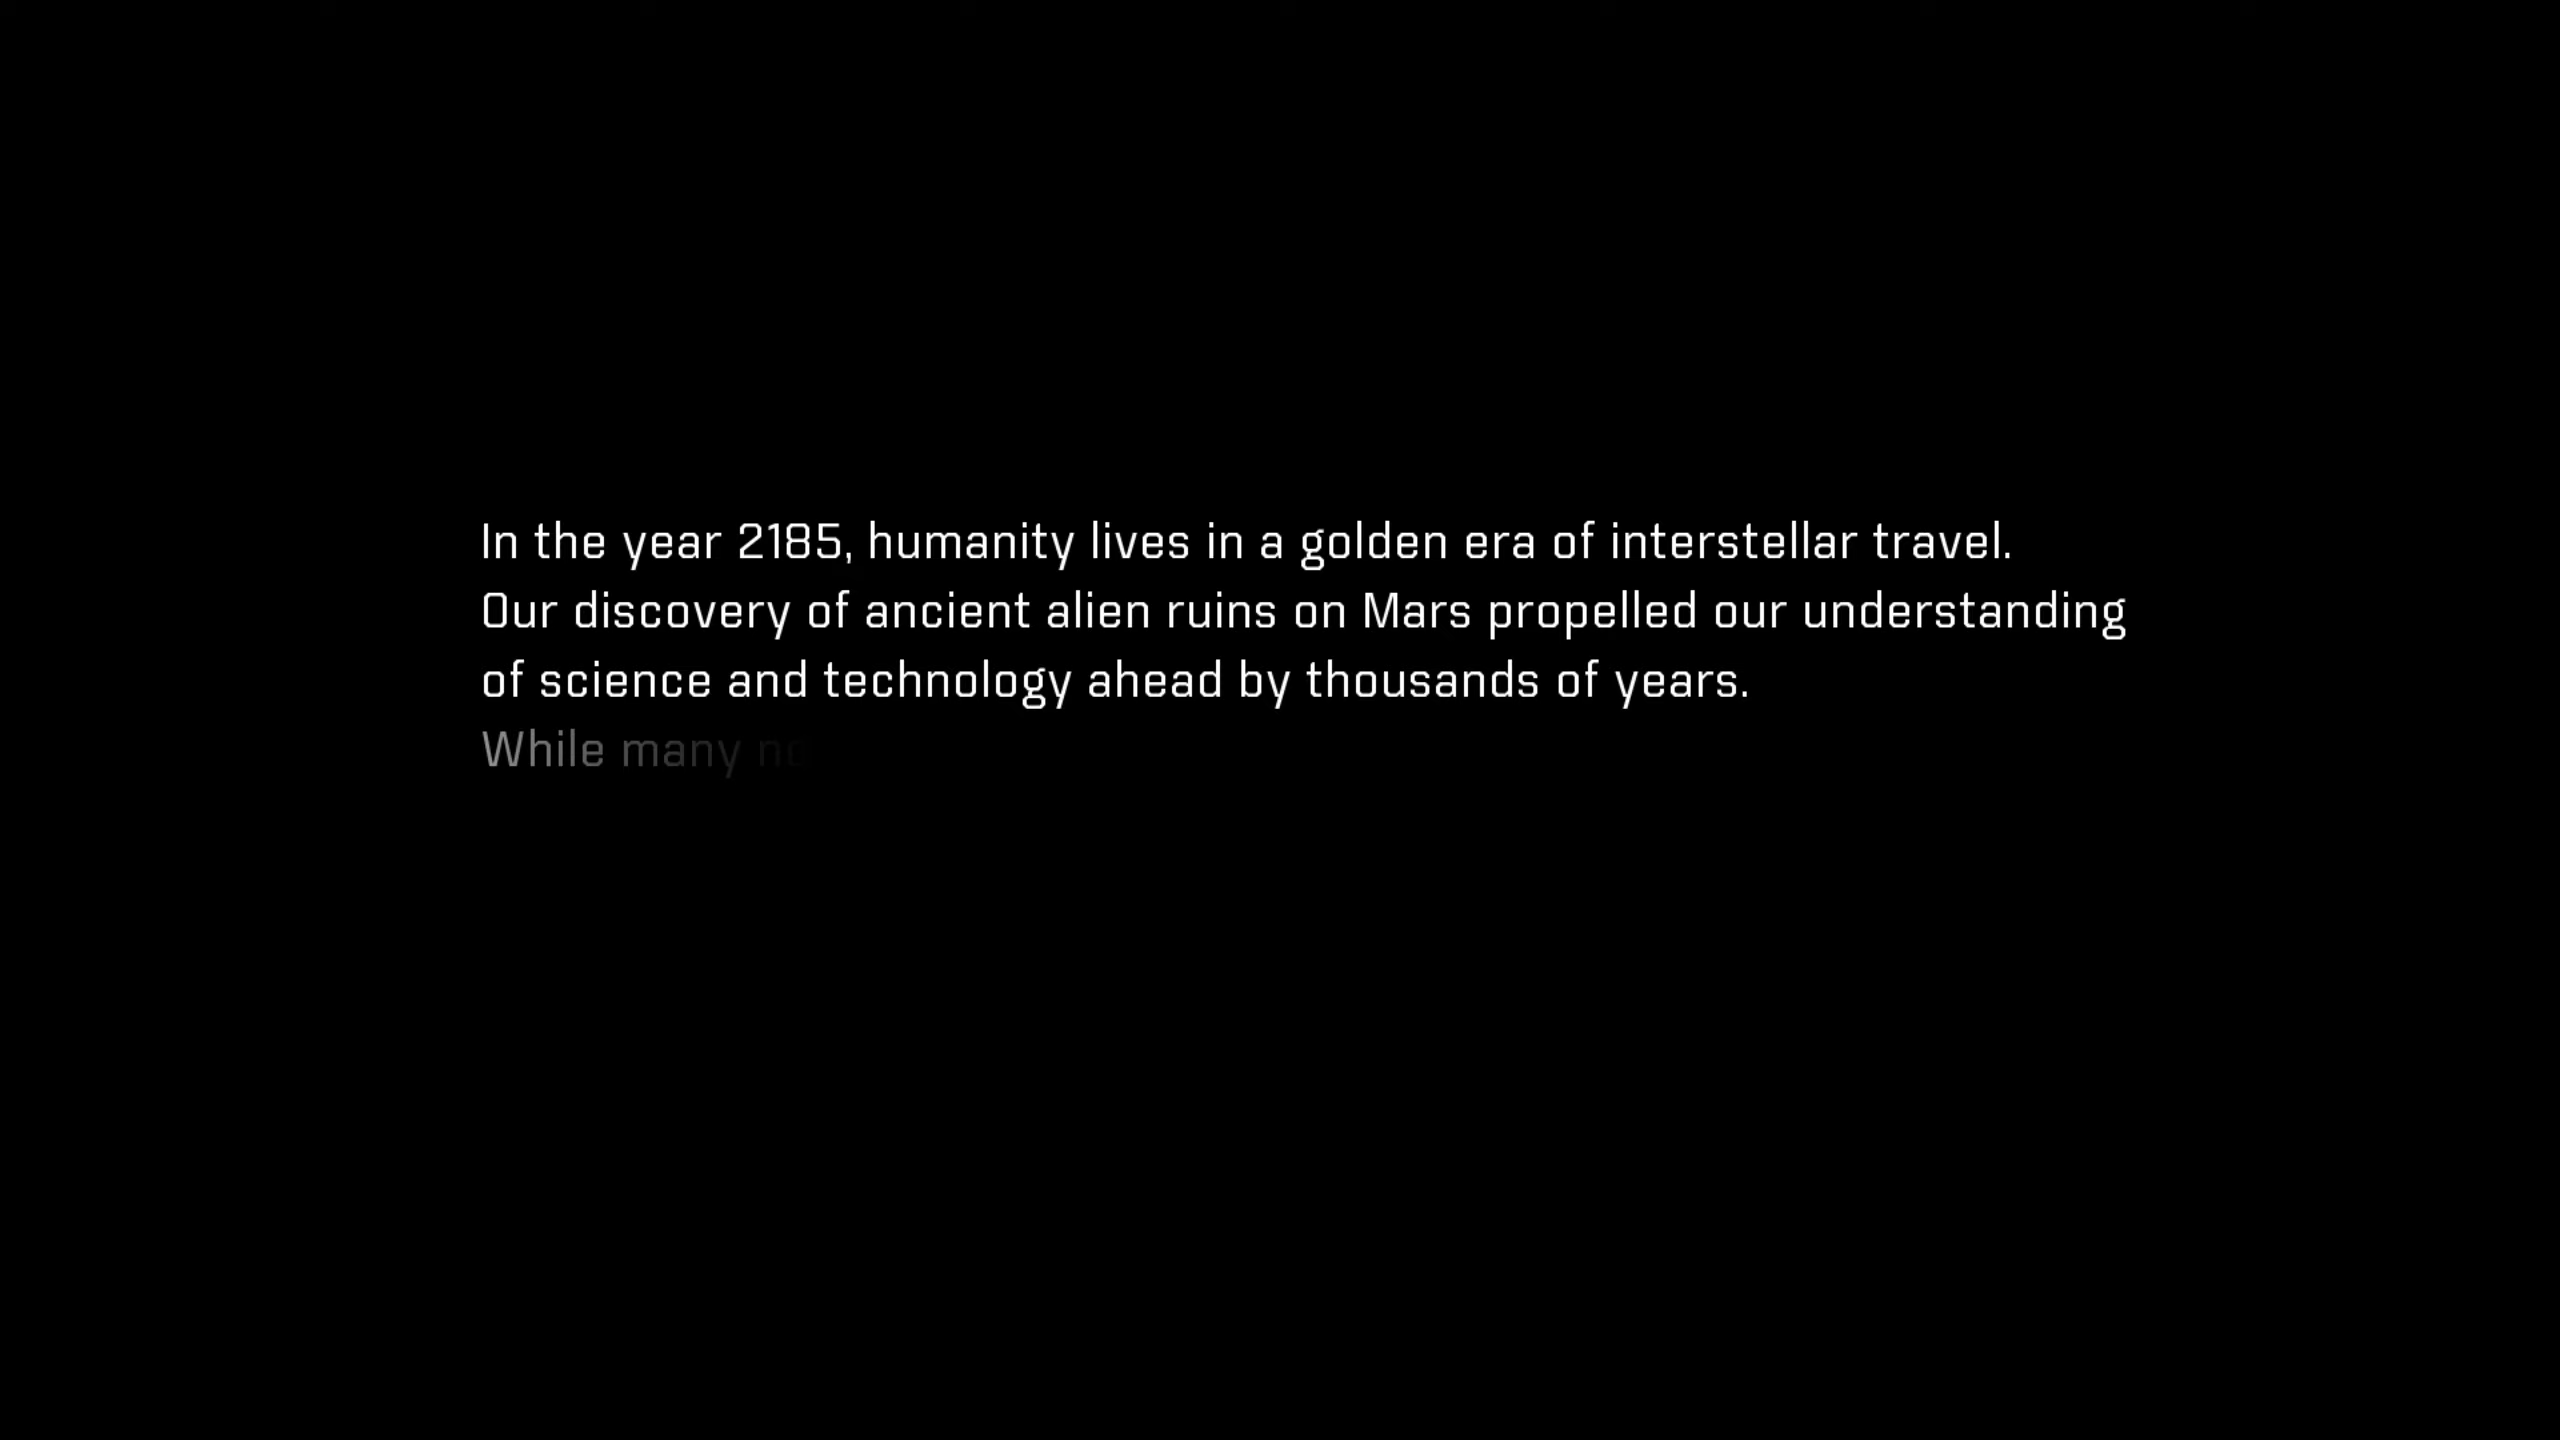 In the year 2185, humanity lives in a golden era of interstellar travel.
Our discovery of ancient alien ruins on Mars propelled our understanding
of science and technology ahead by thousands of years.
While many